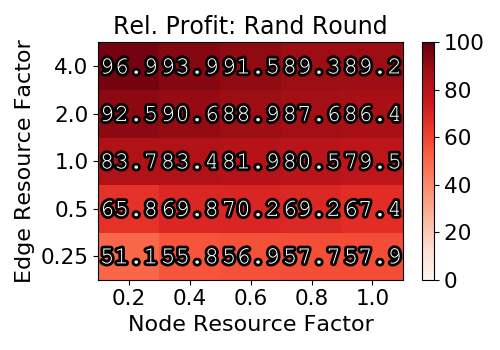 Rel. Profit: Rand Round
Edge Resource Factor
4.0 96.9 93.9 91.5 89.3 89.2
2.0 92.5 90.6 88.9 87.6 86.4
1.0 83.7 83.4 81.9 80.5 79.5
0.5 65.8 69.8 70.2 69.2 67.4
0.25 51.1 55.8 56.9 57.7 57.9
0.2 0.4 0.6 0.8 1.0
Node Resource Factor
100
80
60
40
20
0